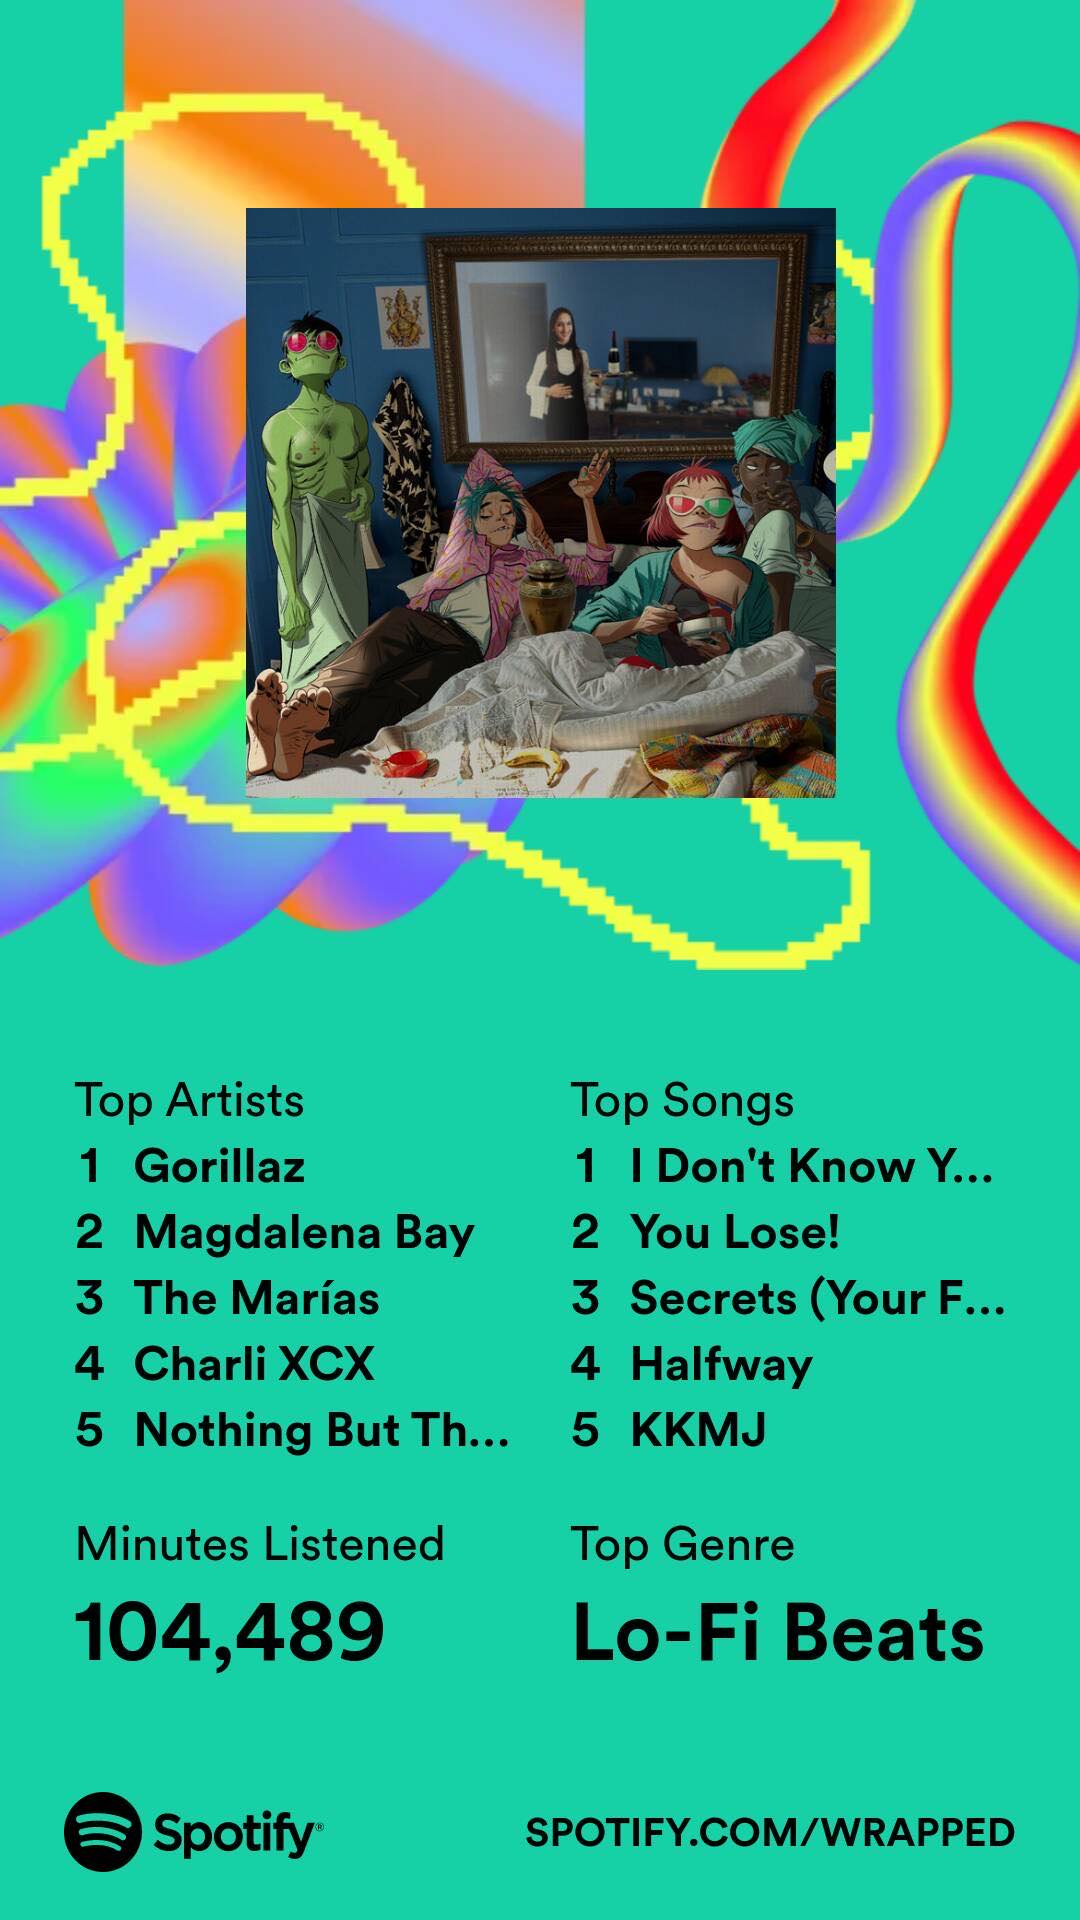 Top Artists
1 Gorillaz
2 Magdalena Bay
3 The Marías
4 Charli XCX
5 Nothing But Th...
Top Songs
1 I Don't Know Y...
2 You Lose!
3 Secrets (Your F...
4 Halfway
5 KKMJ
Minutes Listened
104,489
Top Genre
Lo-Fi Beats
Spotify®
SPOTIFY.COM/WRAPPED